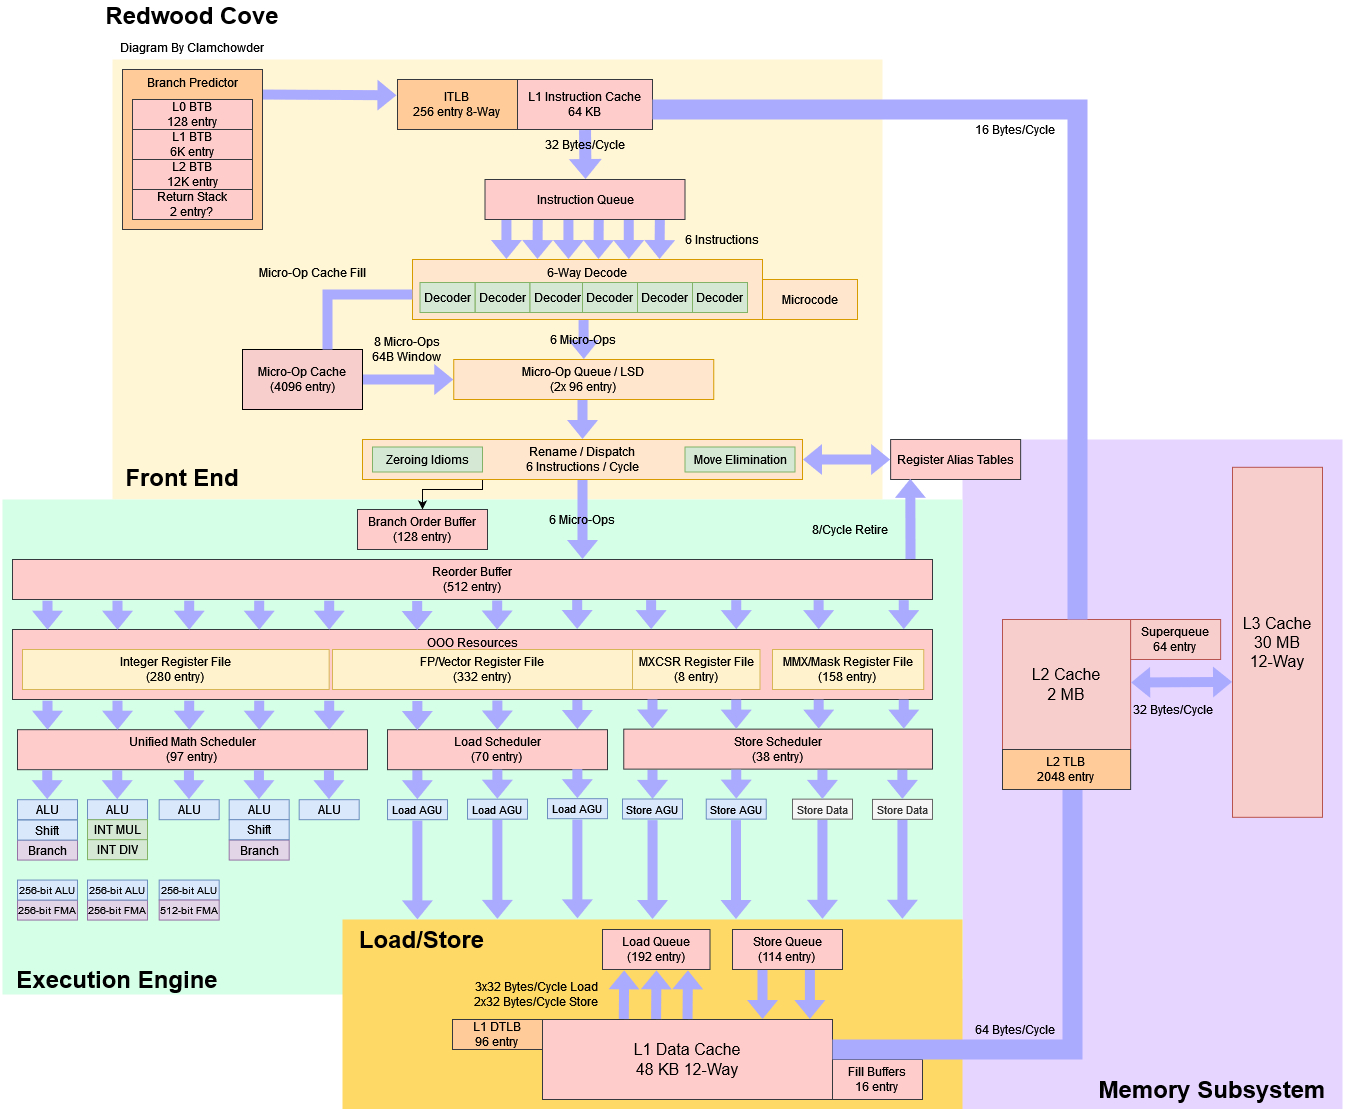 Redwood Cove
Diagram By Clamchowder
Branch Predictor
L0 BTB
128 entry
L1 BTB
6K entry
L2 BTB
12K entry
Return Stack
2 entry?
ITLB
256 entry 8-Way
L1 Instruction Cache
64 KB
16 Bytes/Cycle
32 Bytes/Cycle
Instruction Queue
6 Instructions
Micro-Op Cache Fill
6-Way Decode
Decoder
Decoder
Decoder
Decoder
Decoder
Decoder
Microcode
8 Micro-Ops
64B Window
6 Micro-Ops
Micro-Op Cache
(4096 entry)
Micro-Op Queue / LSD
(2x 96 entry)
Zeroing Idioms
Rename / Dispatch
6 Instructions / Cycle
Move Elimination
Register Alias Tables
Front End
Branch Order Buffer
(128 entry)
6 Micro-Ops
8/Cycle Retire
Reorder Buffer
(512 entry)
OOO Resources
Integer Register File
(280 entry)
FP/Vector Register File
(332 entry)
MXCSR Register File
(8 entry)
MMX/Mask Register File
(158 entry)
Unified Math Scheduler
(97 entry)
Load Scheduler
(70 entry)
Store Scheduler
(38 entry)
ALU
Shift
Branch
ALU
INT MUL
INT DIV
ALU
ALU
Shift
Branch
ALU
Load AGU
Load AGU
Load AGU
Store AGU
Store AGU
Store Data
Store Data
256-bit ALU
256-bit FMA
256-bit ALU
256-bit FMA
256-bit ALU
512-bit FMA
Execution Engine
Load/Store
Load Queue
(192 entry)
Store Queue
(114 entry)
3x32 Bytes/Cycle Load
2x32 Bytes/Cycle Store
L1 DTLB
96 entry
L1 Data Cache
48 KB 12-Way
Fill Buffers
16 entry
64 Bytes/Cycle
L2 Cache
2 MB
Superqueue
64 entry
32 Bytes/Cycle
L2 TLB
2048 entry
L3 Cache
30 MB
12-Way
Memory Subsystem